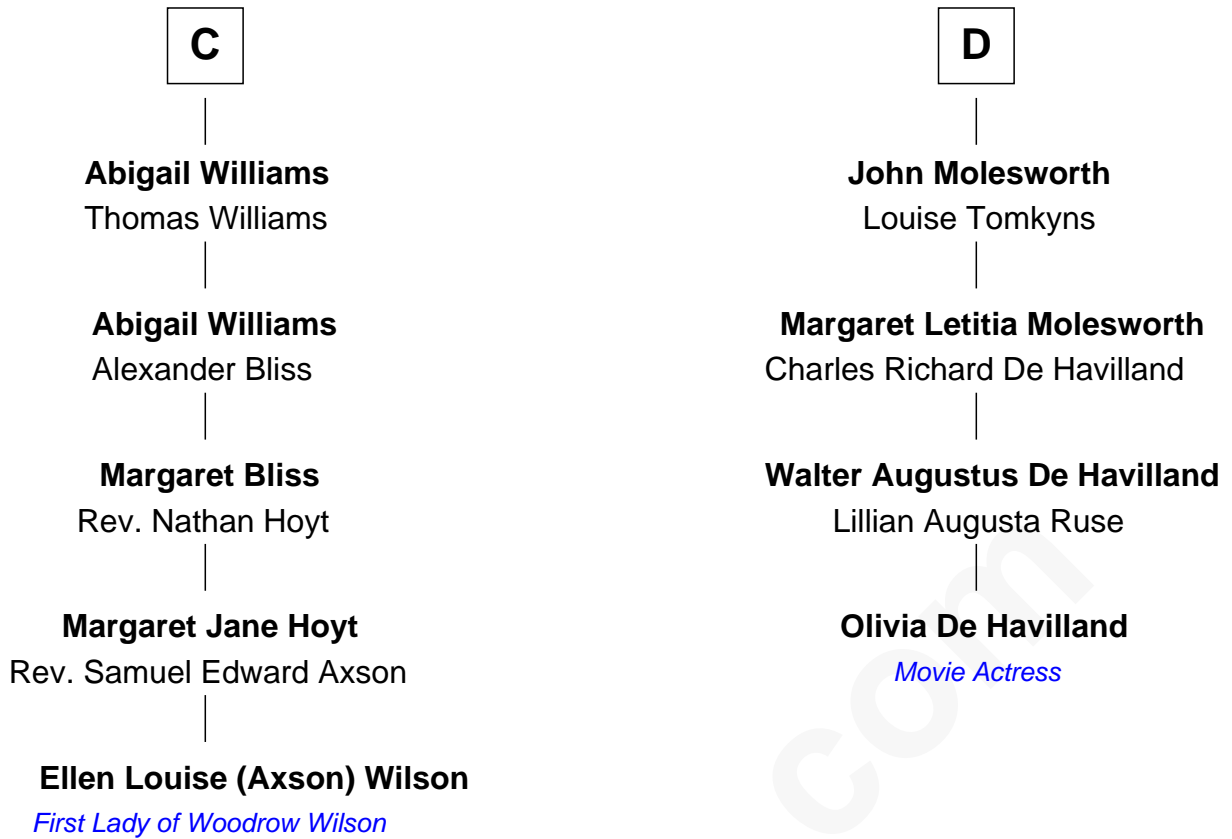 C
Abigail Williams
Thomas Williams
Abigail Williams
Alexander Bliss
Margaret Bliss
Rev. Nathan Hoyt
Margaret Jane Hoyt
Rev. Samuel Edward Axson
Ellen Louise (Axson) Wilson
First Lady of Woodrow Wilson
D
John Molesworth
Louise Tomkyns
Margaret Letitia Molesworth
Charles Richard De Havilland
Walter Augustus De Havilland
Lillian Augusta Ruse
Olivia De Havilland
Movie Actress
com